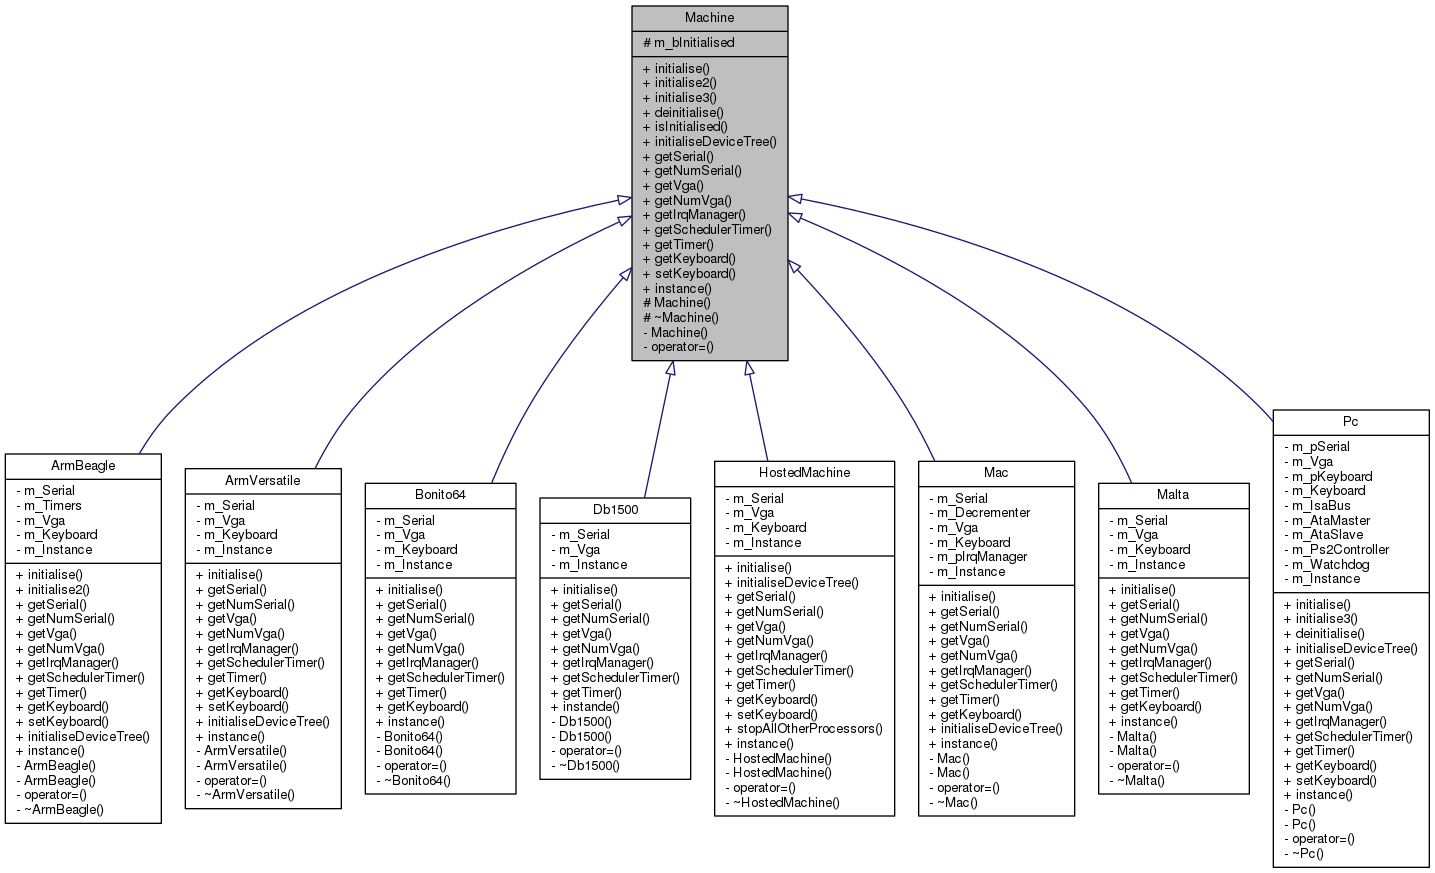 Machine
# m_bInitialised
+ initialise()
+ initialise2()
+ initialise3()
+ deinitialise()
+ isInitialised()
+ initialiseDeviceTree()
+ getSerial()
+ getNumSerial()
+ getVga()
+ getNumVga()
+ getIrqManager()
+ getSchedulerTimer()
+ getTimer()
+ getKeyboard()
+ setKeyboard()
+ instance()
# Machine()
# ~Machine()
- Machine()
- operator=()
ArmBeagle
- m_Serial
- m_Timers
- m_Vga
- m_Keyboard
- m_Instance
+ initialise()
+ initialise2()
+ getSerial()
+ getNumSerial()
+ getVga()
+ getNumVga()
+ getIrqManager()
+ getSchedulerTimer()
+ getTimer()
+ getKeyboard()
+ setKeyboard()
+ initialiseDeviceTree()
+ instance()
- ArmBeagle()
- ArmBeagle()
- operator=()
- ~ArmBeagle()
ArmVersatile
- m_Serial
- m_Vga
- m_Keyboard
- m_Instance
+ initialise()
+ getSerial()
+ getNumSerial()
+ getVga()
+ getNumVga()
+ getIrqManager()
+ getSchedulerTimer()
+ getTimer()
+ getKeyboard()
+ setKeyboard()
+ initialiseDeviceTree()
+ instance()
- ArmVersatile()
- ArmVersatile()
- operator=()
- ~ArmVersatile()
Bonito64
- m_Serial
- m_Vga
- m_Keyboard
- m_Instance
+ initialise()
+ getSerial()
+ getNumSerial()
+ getVga()
+ getNumVga()
+ getIrqManager()
+ getSchedulerTimer()
+ getTimer()
+ getKeyboard()
+ instance()
- Bonito64()
- Bonito64()
- operator=()
- ~Bonito64()
Db1500
- m_Serial
- m_Vga
- m_Instance
+ initialise()
+ getSerial()
+ getNumSerial()
+ getVga()
+ getNumVga()
+ getIrqManager()
+ getSchedulerTimer()
+ getTimer()
+ instande()
- Db1500()
- Db1500()
- operator=()
- ~Db1500()
HostedMachine
- m_Serial
- m_Vga
- m_Keyboard
- m_Instance
+ initialise()
+ initialiseDeviceTree()
+ getSerial()
+ getNumSerial()
+ getVga()
+ getNumVga()
+ getIrqManager()
+ getSchedulerTimer()
+ getTimer()
+ getKeyboard()
+ setKeyboard()
+ stopAllOtherProcessors()
+ instance()
- HostedMachine()
- HostedMachine()
- operator=()
- ~HostedMachine()
Mac
- m_Serial
- m_Decrementer
- m_Vga
- m_Keyboard
- m_pIrqManager
- m_Instance
+ initialise()
+ getSerial()
+ getNumSerial()
+ getVga()
+ getNumVga()
+ getIrqManager()
+ getSchedulerTimer()
+ getTimer()
+ getKeyboard()
+ initialiseDeviceTree()
+ instance()
- Mac()
- Mac()
- operator=()
- ~Mac()
Malta
- m_Serial
- m_Vga
- m_Keyboard
- m_Instance
+ initialise()
+ getSerial()
+ getNumSerial()
+ getVga()
+ getNumVga()
+ getIrqManager()
+ getSchedulerTimer()
+ getTimer()
+ getKeyboard()
+ instance()
- Malta()
- Malta()
- operator=()
- ~Malta()
Pc
- m_pSerial
- m_Vga
- m_pKeyboard
- m_Keyboard
- m_IsaBus
- m_AtaMaster
- m_AtaSlave
- m_Ps2Controller
- m_Watchdog
- m_Instance
+ initialise()
+ initialise3()
+ deinitialise()
+ initialiseDeviceTree()
+ getSerial()
+ getNumSerial()
+ getVga()
+ getNumVga()
+ getIrqManager()
+ getSchedulerTimer()
+ getTimer()
+ getKeyboard()
+ setKeyboard()
+ instance()
- Pc()
- Pc()
- operator=()
- ~Pc()